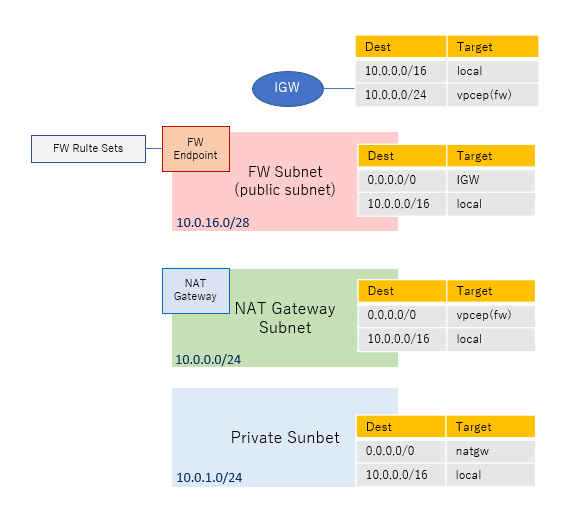 Dest Target
10.0.0.0/16 local
10.0.0.0/24 vpcep(fw)
IGW
FW Rulte Sets
FW
Endpoint
FW Subnet
(public subnet)
10.0.16.0/28
Dest Target
0.0.0.0/0 IGW
10.0.0.0/16 local
NAT
Gateway
NAT Gateway
Subnet
10.0.0.0/24
Dest Target
0.0.0.0/0 vpcep(fw)
10.0.0.0/16 local
Private Sunbet
10.0.1.0/24
Dest Target
0.0.0.0/0 natgw
10.0.0.0/16 local